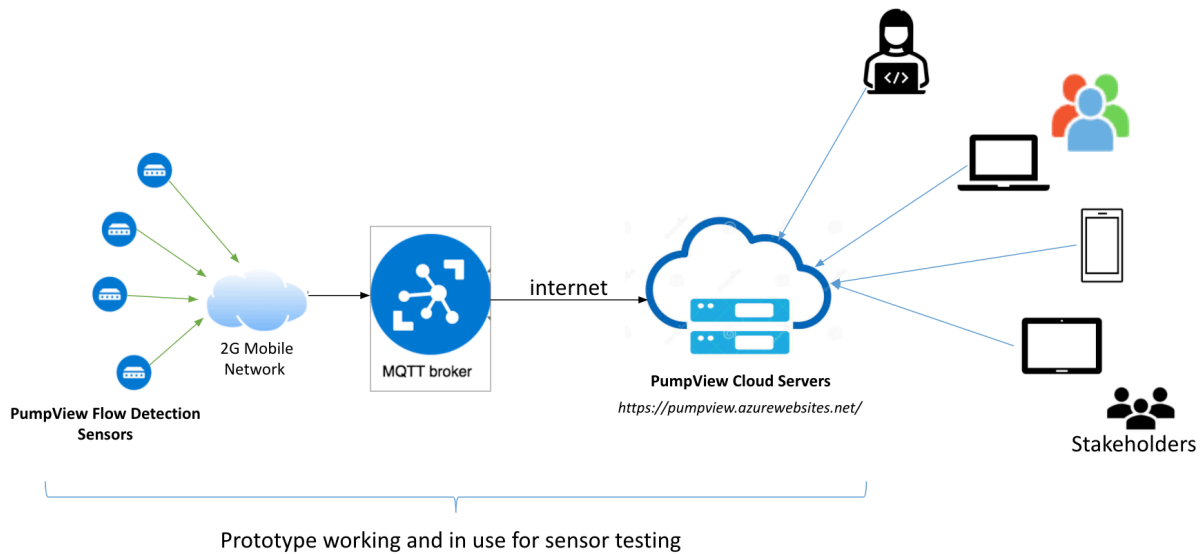 </>
internet
2G Mobile
Network
MQTT broker
PumpView Flow Detection
Sensors
PumpView Cloud Servers
https://pumpview.azurewebsites.net/
Stakeholders
Prototype working and in use for sensor testing